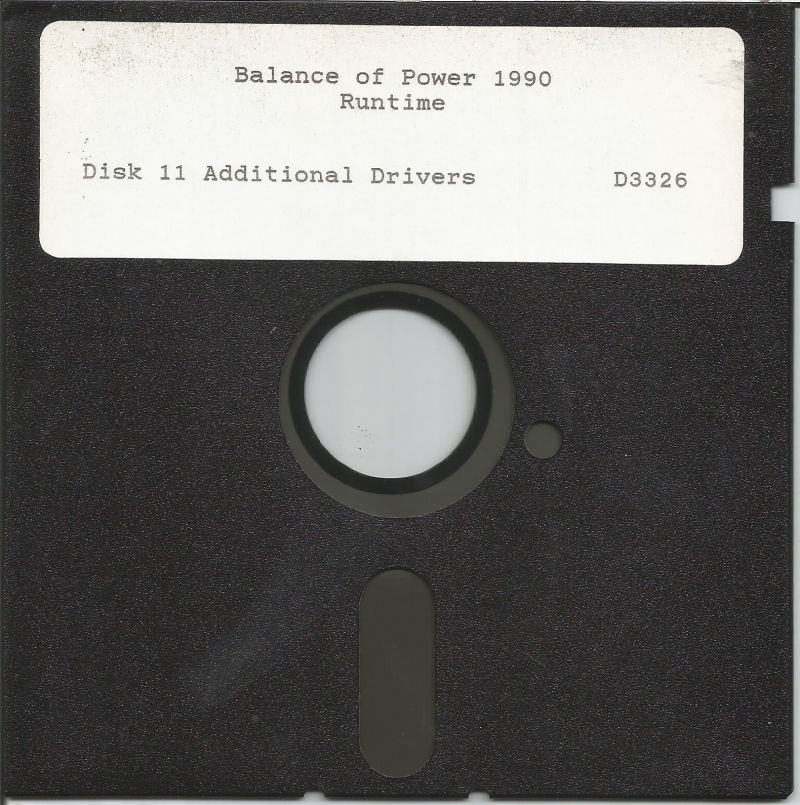 Balance of Power 1990
Runtime
Disk 11 Additional Drivers D3326